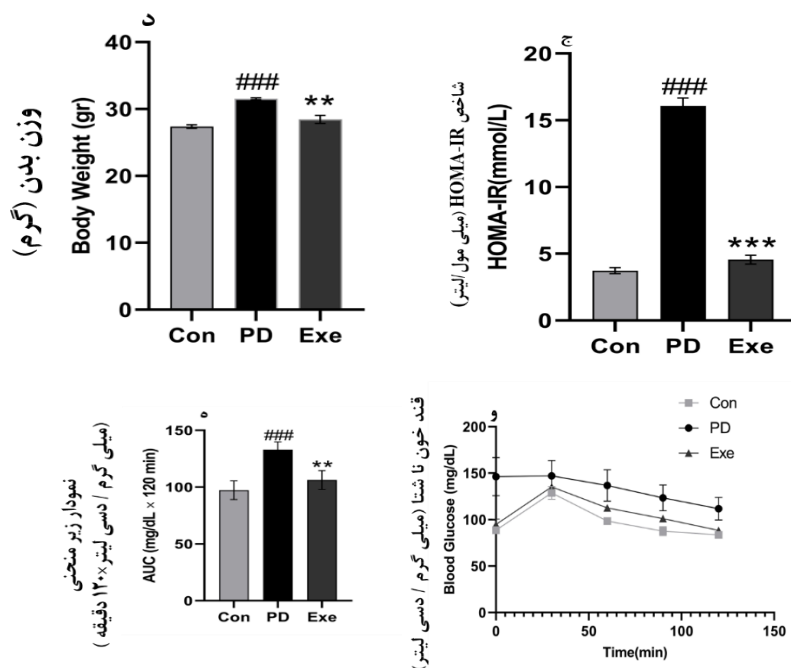 د
وزن بدن (گرم)
Body Weight (gr)
40
30
20
10
0
###
**
Con PD Exe
ج
شاخص HOMA-IR (میلی مول/لیتر)
HOMA-IR(mmol/L)
20
15
10
5
0
###
***
Con PD Exe
ه
نمودار زیر منحنی
(میلی گرم / دسی لیتر×۱۲۰ دقیقه )
AUC (mg/dL × 120 min)
150
100
50
0
###
**
Con PD Exe
و
قند خون نا شتا (میلی گرم / دسی لیتر)
Blood Glucose (mg/dL)
200
150
100
50
0
Con
PD
Exe
0 50 100 150
Time(min)